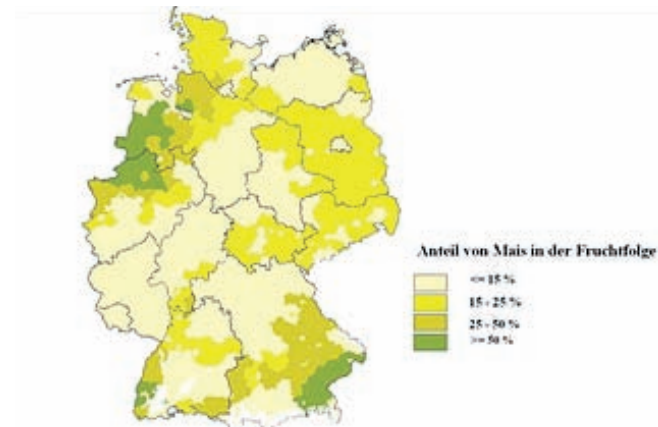 Anteil von Mais in der Fruchtfolge
<= 15 %
15 - 25 %
25 - 50 %
>= 50 %